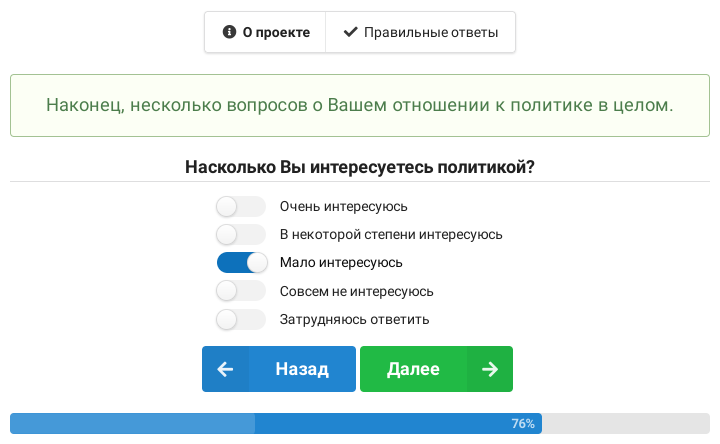 О проекте
Правильные ответы
Наконец, несколько вопросов о Вашем отношении к политике в целом.
Насколько Вы интересуетесь политикой?
Очень интересуюсь
В некоторой степени интересуюсь
Мало интересуюсь
Совсем не интересуюсь
Затрудняюсь ответить
Назад
Далее
76%